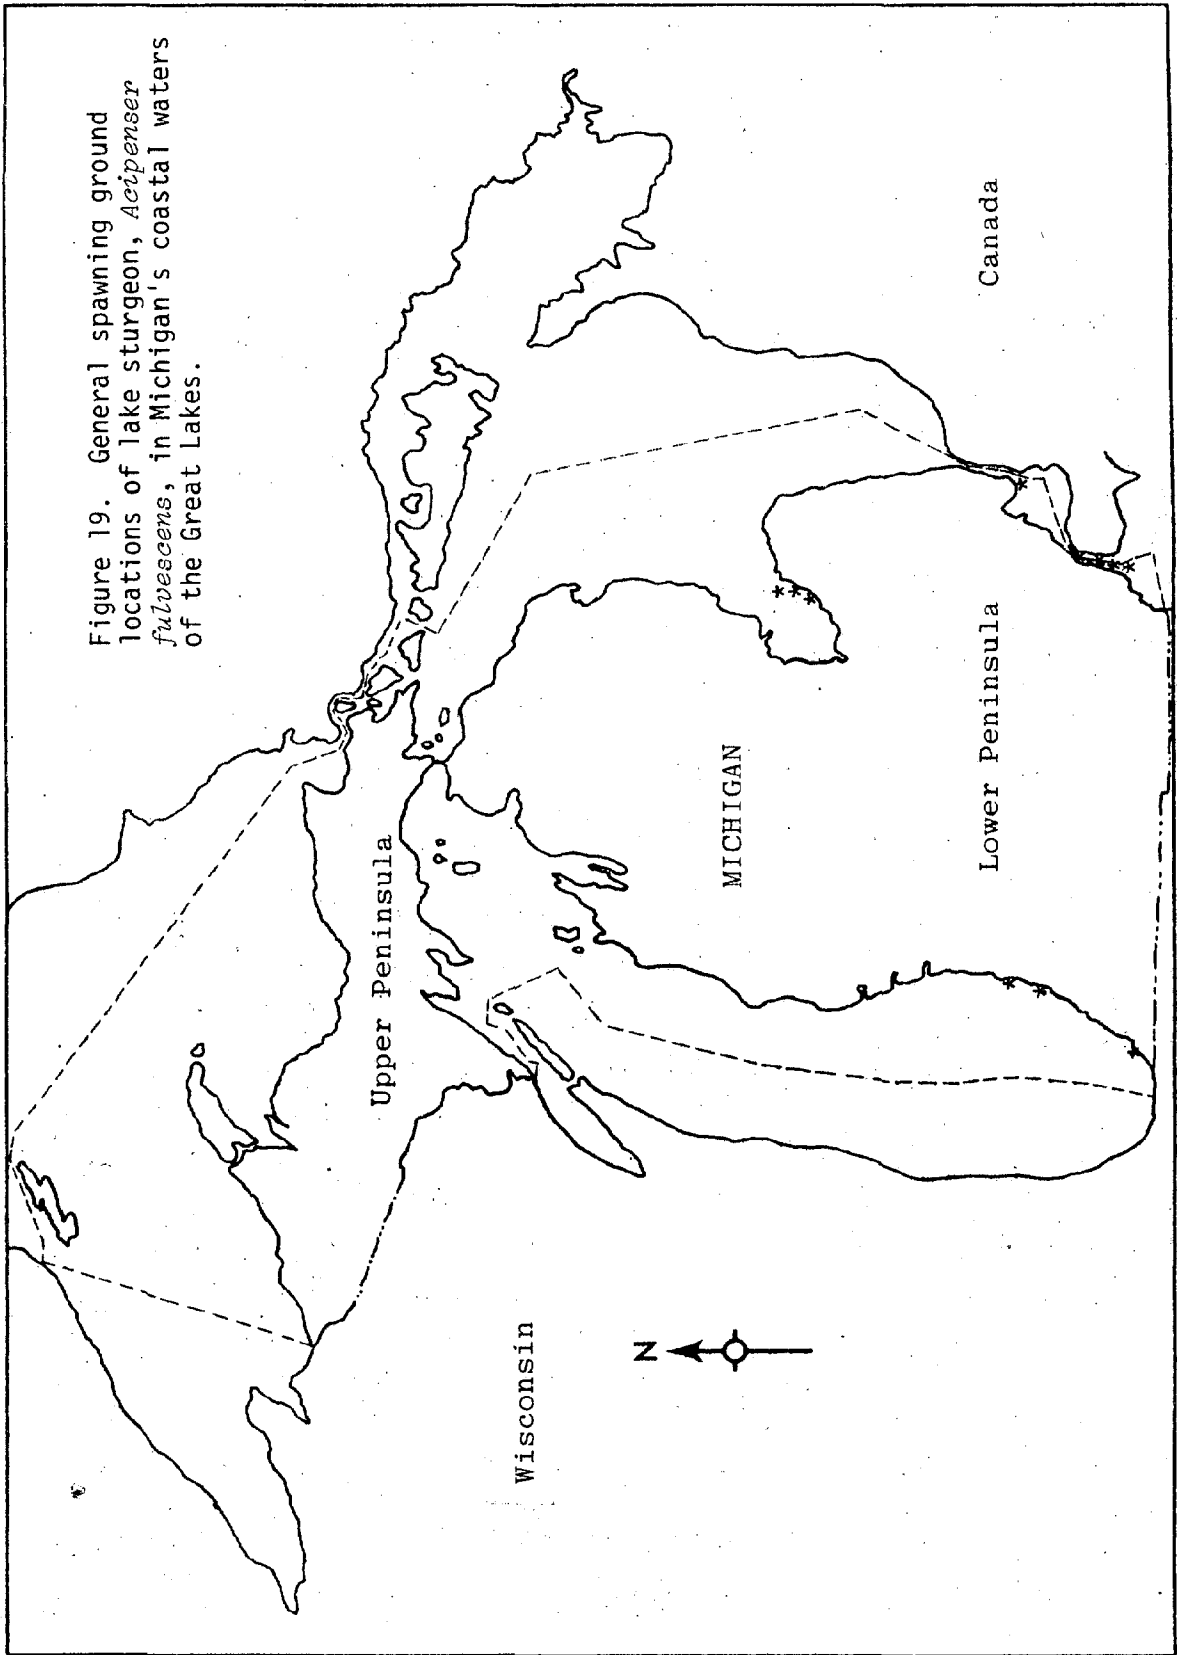 Figure 19. General spawning ground
locations of lake sturgeon, Acipenser
fulvescens, in Michigan's coastal waters
of the Great Lakes.
Upper Peninsula
Wisconsin
N
MICHIGAN
Lower Peninsula
Canada